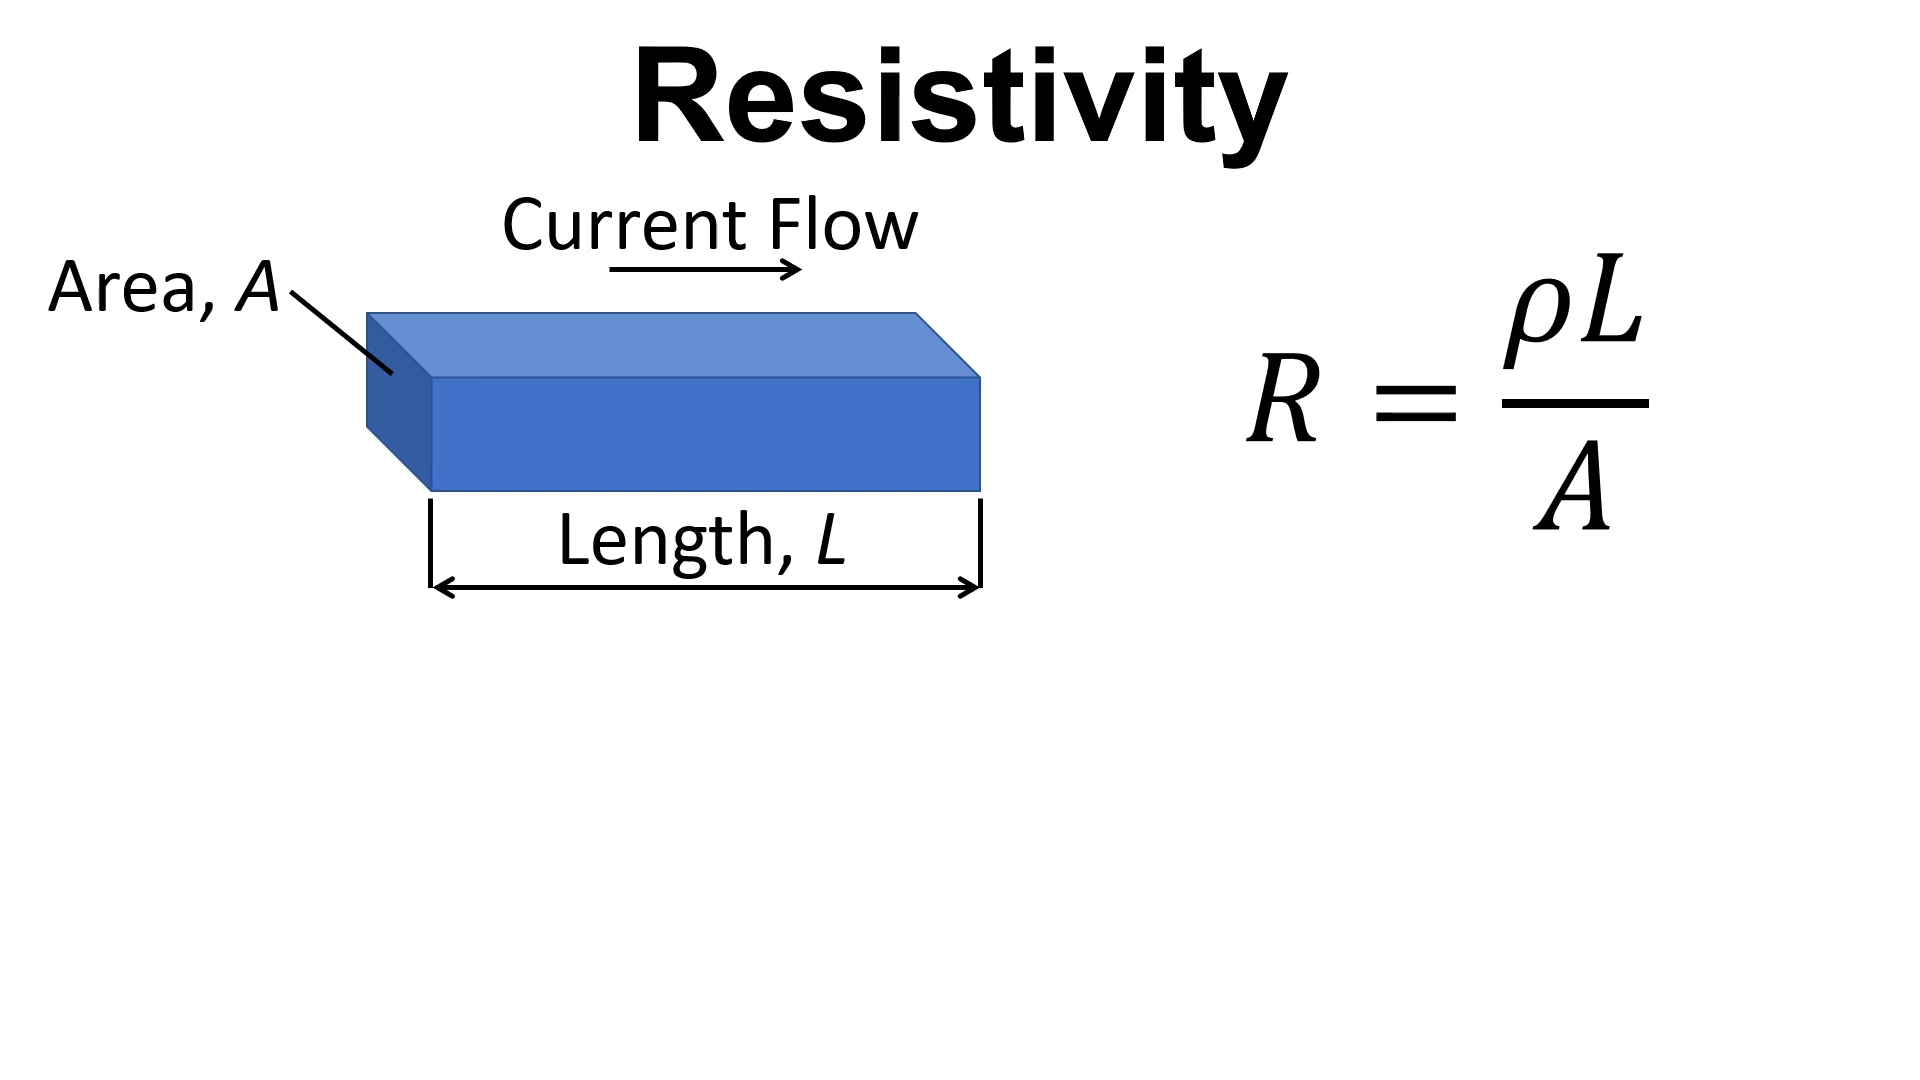 Resistivity
Current Flow
Area, A
Length, L
R = ρL/A